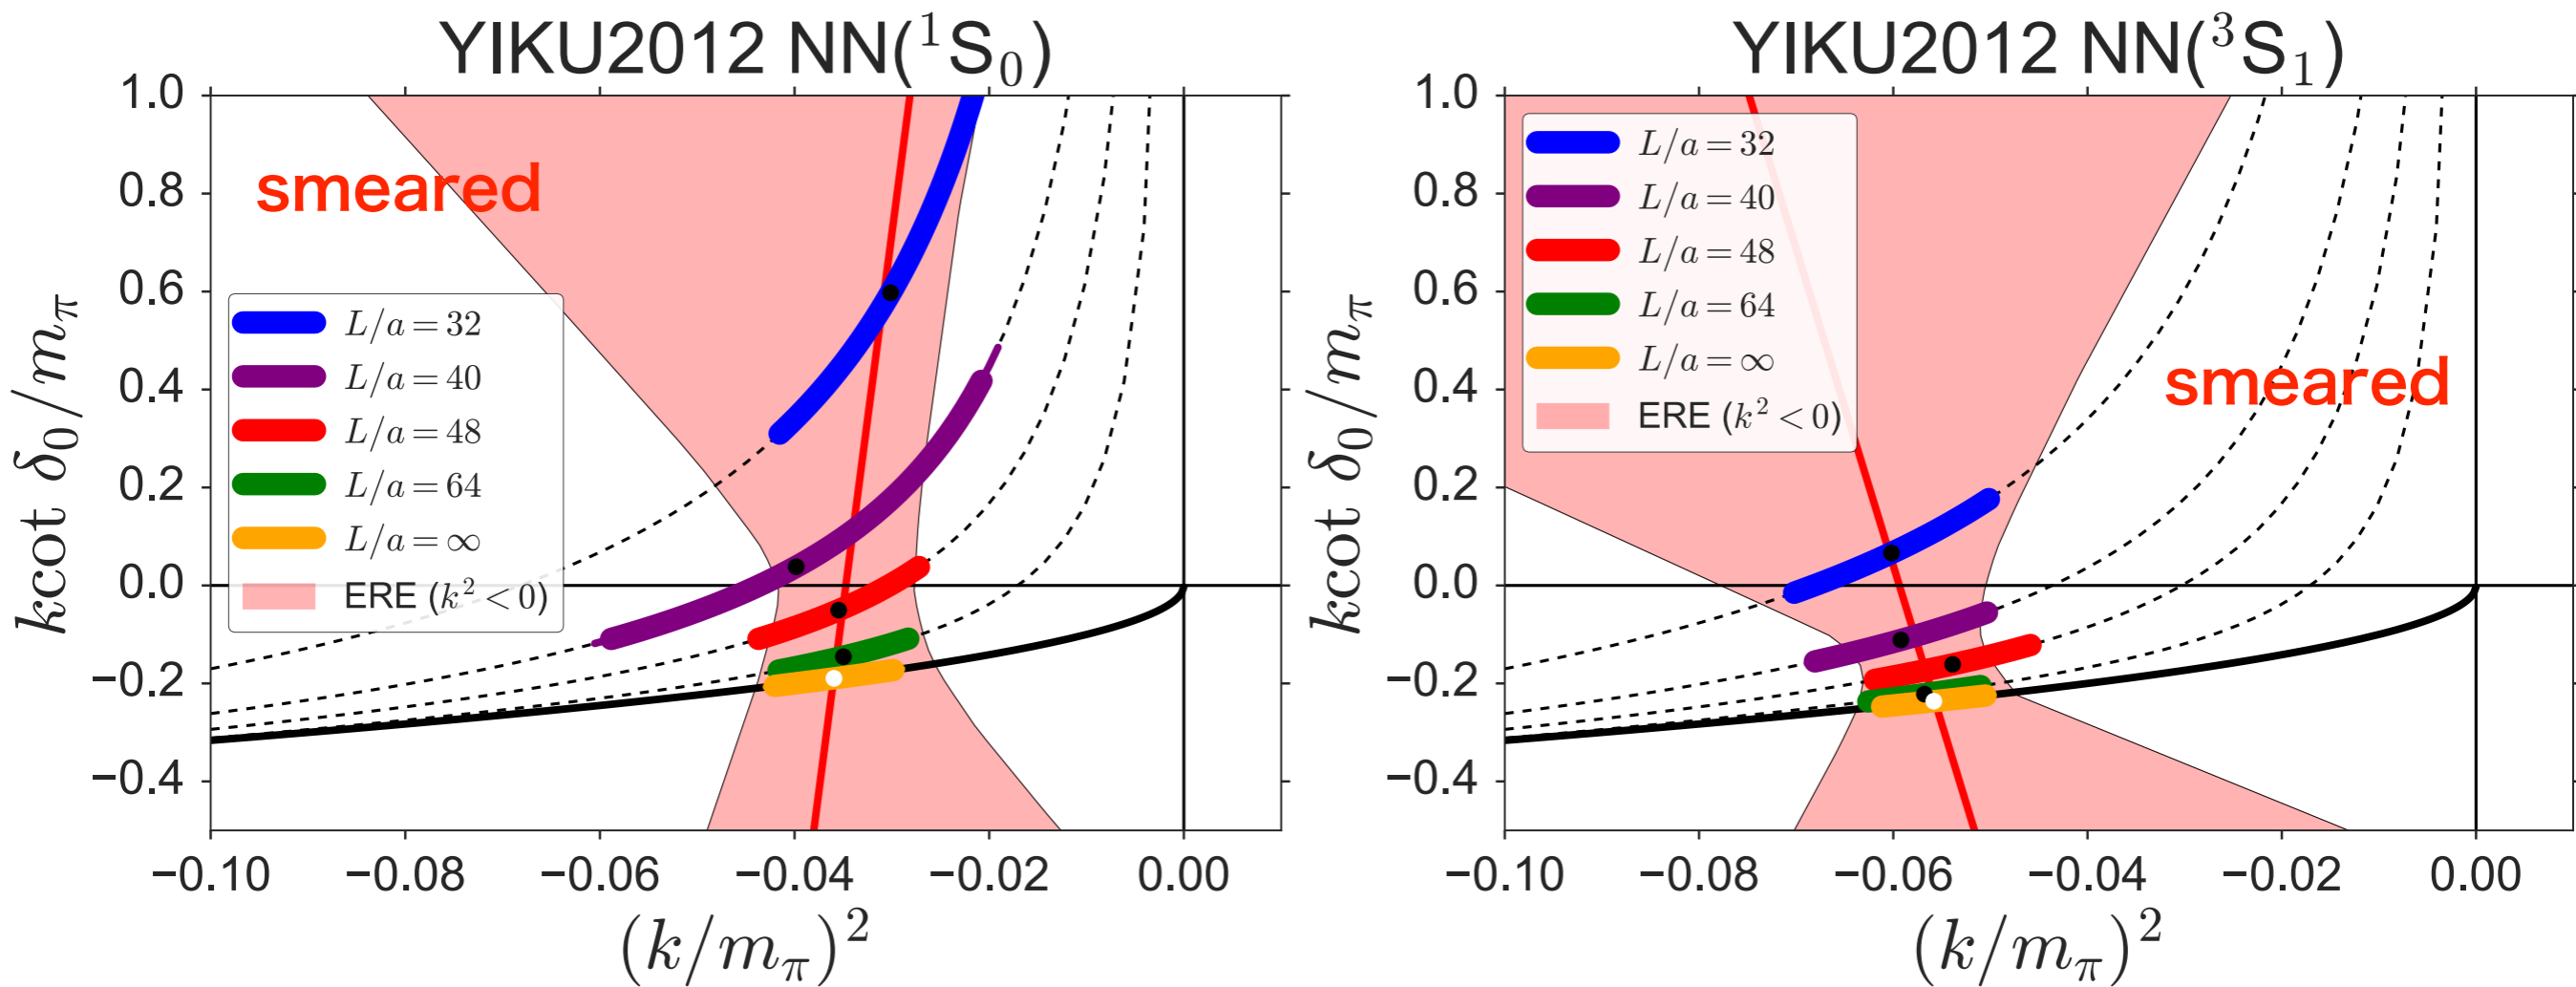 YIKU2012 NN(¹S₀)
1.0
0.8
0.6
0.4
0.2
0.0
−0.2
−0.4
kcot δ₀/m_π
smeared
L/a = 32
L/a = 40
L/a = 48
L/a = 64
L/a = ∞
ERE (k² < 0)
−0.10
−0.08
−0.06
−0.04
−0.02
0.00
(k/m_π)²
YIKU2012 NN(³S₁)
1.0
0.8
0.6
0.4
0.2
0.0
−0.2
−0.4
kcot δ₀/m_π
L/a = 32
L/a = 40
L/a = 48
L/a = 64
L/a = ∞
ERE (k² < 0)
smeared
−0.10
−0.08
−0.06
−0.04
−0.02
0.00
(k/m_π)²